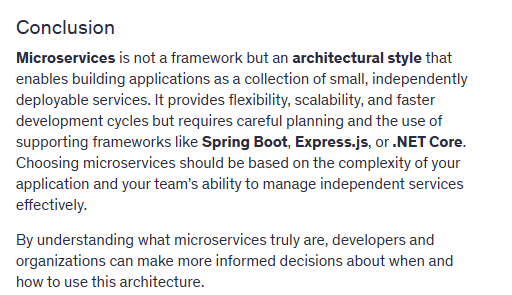 Conclusion
Microservices is not a framework but an architectural style that
enables building applications as a collection of small, independently
deployable services. It provides flexibility, scalability, and faster
development cycles but requires careful planning and the use of
supporting frameworks like Spring Boot, Express.js, or .NET Core.
Choosing microservices should be based on the complexity of your
application and your team’s ability to manage independent services
effectively.
By understanding what microservices truly are, developers and
organizations can make more informed decisions about when and
how to use this architecture.